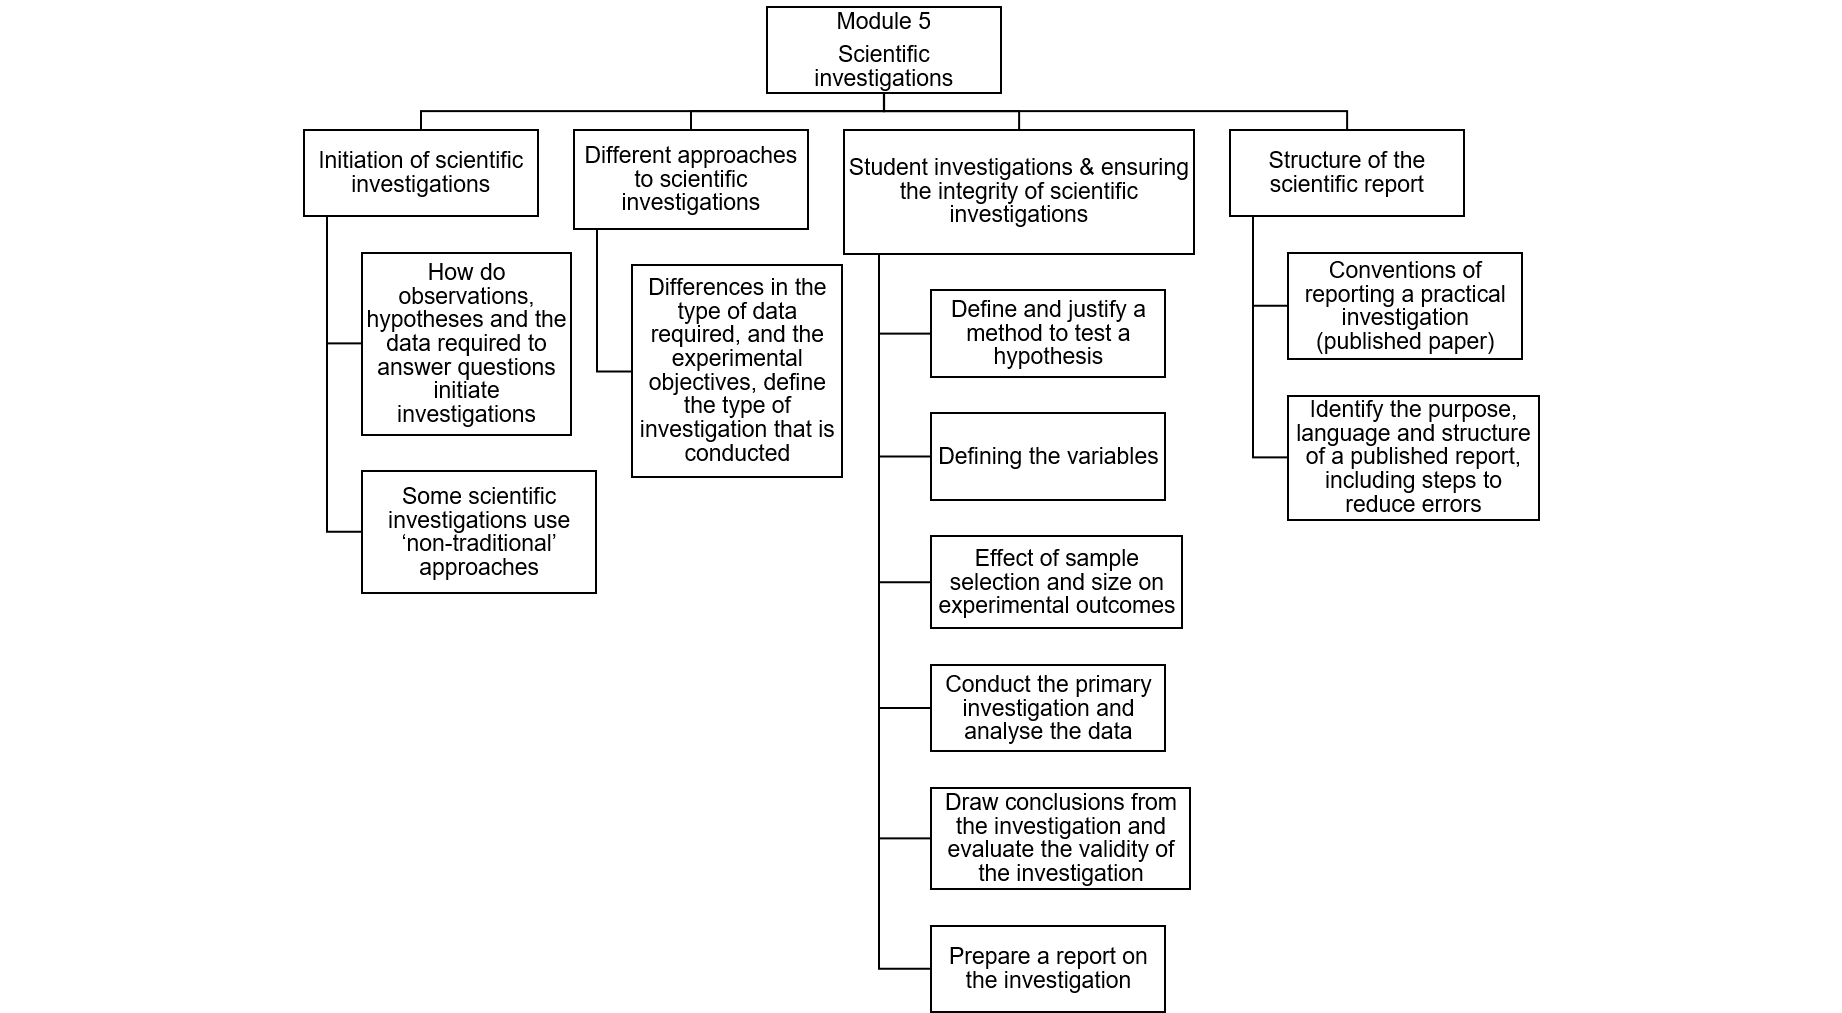 Module 5
Scientific
investigations
Initiation of scientific
investigations
How do
observations,
hypotheses and the
data required to
answer questions
initiate
investigations
Some scientific
investigations use
‘non-traditional’
approaches
Different approaches
to scientific
investigations
Differences in the
type of data
required, and the
experimental
objectives, define
the type of
investigation that is
conducted
Student investigations & ensuring
the integrity of scientific
investigations
Define and justify a
method to test a
hypothesis
Defining the variables
Effect of sample
selection and size on
experimental outcomes
Conduct the primary
investigation and
analyse the data
Draw conclusions from
the investigation and
evaluate the validity of
the investigation
Prepare a report on
the investigation
Structure of the
scientific report
Conventions of
reporting a practical
investigation
(published paper)
Identify the purpose,
language and structure
of a published report,
including steps to
reduce errors